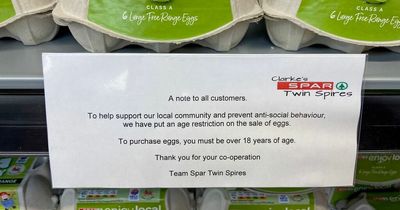 CLASS A
6 Large Free Range Eggs
CLASS A
6 Large Free Range Eggs
Clarke's
SPAR
Twin Spires
A note to all customers.
To help support our local community and prevent anti-social behaviour,
we have put an age restriction on the sale of eggs.
To purchase eggs, you must be over 18 years of age.
Thank you for your co-operation
Team Spar Twin Spires
enjoy local
enjoy local